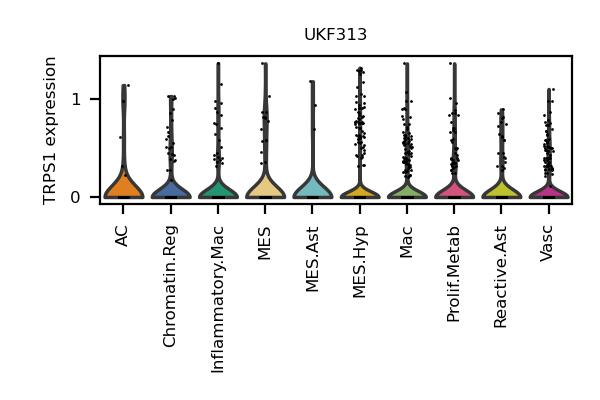 UKF313
TRPS1 expression
1
0
AC
Chromatin.Reg
Inflammatory.Mac
MES
MES.Ast
MES.Hyp
Mac
Prolif.Metab
Reactive.Ast
Vasc